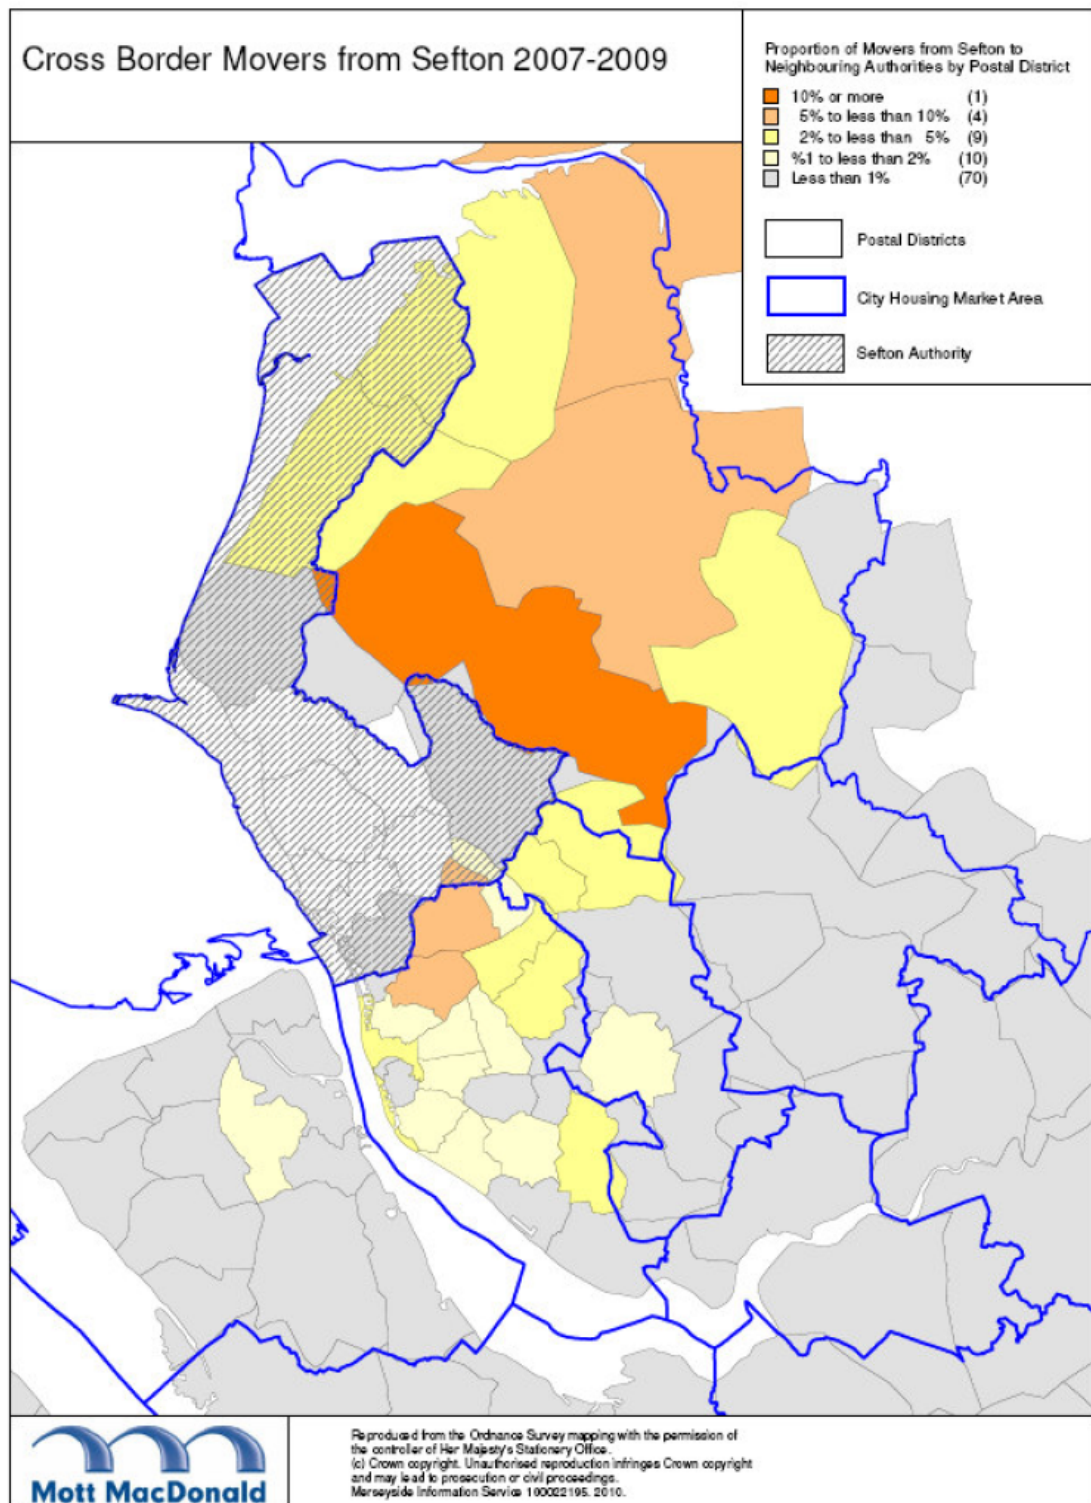 Cross Border Movers from Sefton 2007-2009
Proportion of Movers from Sefton to
Neighbouring Authorities by Postal District
10% or more (1)
5% to less than 10% (4)
2% to less than 5% (9)
%1 to less than 2% (10)
Less than 1% (70)
Postal Districts
City Housing Market Area
Sefton Authority
Mott MacDonald
Reproduced from the Ordnance Survey mapping with the permission of
the controller of Her Majesty's Stationery Office.
(c) Crown copyright. Unauthorised reproduction infringes Crown copyright
and may lead to prosecution or civil proceedings.
Merseyside Information Service 100022195. 2010.